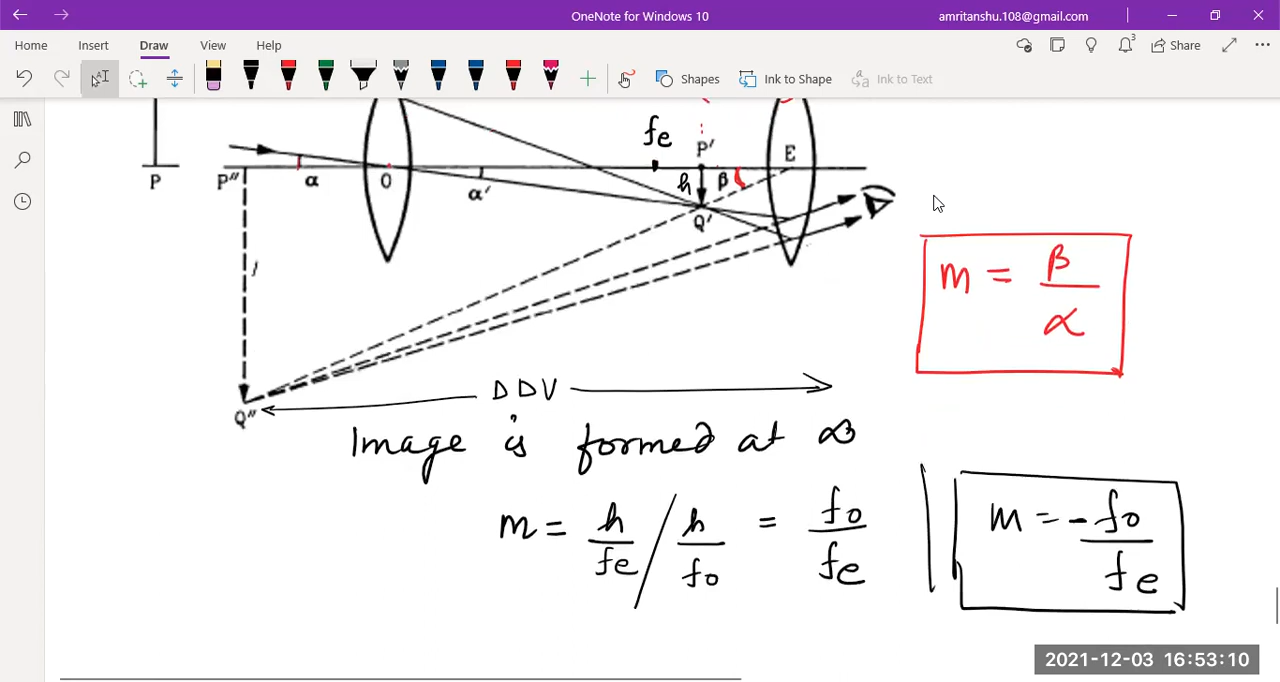 OneNote for Windows 10
amritanshu.108@gmail.com
Home Insert Draw View Help
Share
Shapes
Ink to Shape
Ink to Text
fe
P'
E
P P" α O α' h β
Q'
m = β/α
DDV
Q"
Image is formed at ∞
m = h/fe / h/fo = fo/fe
m = - fo/fe
2021-12-03 16:53:10